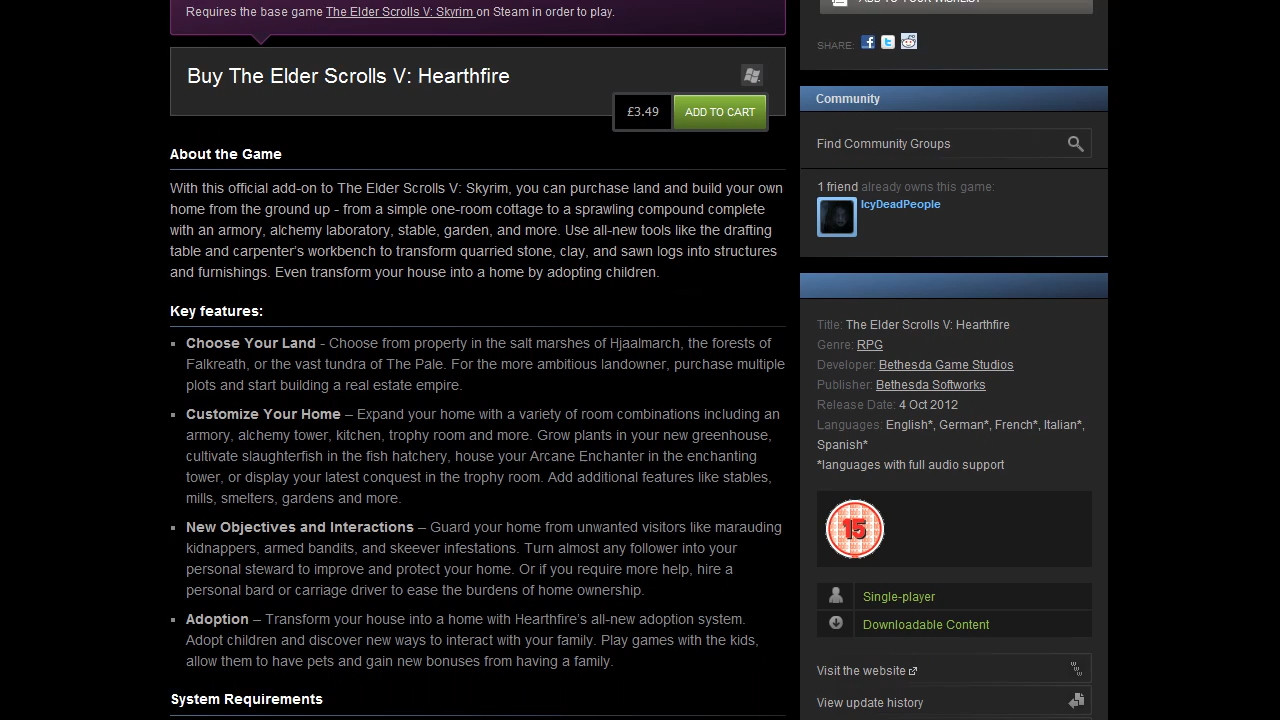 Requires the base game The Elder Scrolls V: Skyrim on Steam in order to play.
Buy The Elder Scrolls V: Hearthfire
£3.49
ADD TO CART
About the Game
With this official add-on to The Elder Scrolls V: Skyrim, you can purchase land and build your own
home from the ground up - from a simple one-room cottage to a sprawling compound complete
with an armory, alchemy laboratory, stable, garden, and more. Use all-new tools like the drafting
table and carpenter's workbench to transform quarried stone, clay, and sawn logs into structures
and furnishings. Even transform your house into a home by adopting children.
Key features:
Choose Your Land - Choose from property in the salt marshes of Hjaalmarch, the forests of
Falkreath, or the vast tundra of The Pale. For the more ambitious landowner, purchase multiple
plots and start building a real estate empire.
Customize Your Home – Expand your home with a variety of room combinations including an
armory, alchemy tower, kitchen, trophy room and more. Grow plants in your new greenhouse,
cultivate slaughterfish in the fish hatchery, house your Arcane Enchanter in the enchanting
tower, or display your latest conquest in the trophy room. Add additional features like stables,
mills, smelters, gardens and more.
New Objectives and Interactions – Guard your home from unwanted visitors like marauding
kidnappers, armed bandits, and skeever infestations. Turn almost any follower into your
personal steward to improve and protect your home. Or if you require more help, hire a
personal bard or carriage driver to ease the burdens of home ownership.
Adoption – Transform your house into a home with Hearthfire's all-new adoption system.
Adopt children and discover new ways to interact with your family. Play games with the kids,
allow them to have pets and gain new bonuses from having a family.
System Requirements
ADD TO YOUR WISHLIST
SHARE:
Community
Find Community Groups
1 friend already owns this game:
IcyDeadPeople
Title: The Elder Scrolls V: Hearthfire
Genre: RPG
Developer: Bethesda Game Studios
Publisher: Bethesda Softworks
Release Date: 4 Oct 2012
Languages: English*, German*, French*, Italian*,
Spanish*
*languages with full audio support
15
Single-player
Downloadable Content
Visit the website
View update history